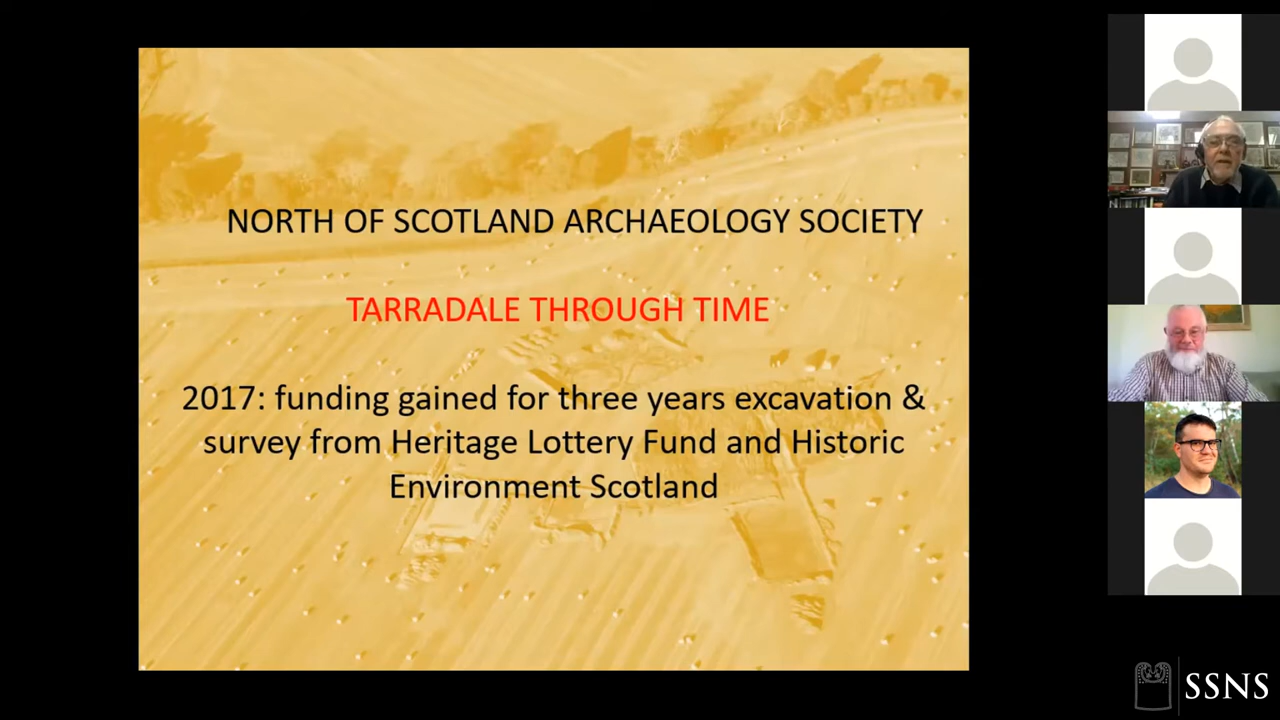 NORTH OF SCOTLAND ARCHAEOLOGY SOCIETY
TARRADALE THROUGH TIME
2017: funding gained for three years excavation &
survey from Heritage Lottery Fund and Historic
Environment Scotland
SSNS